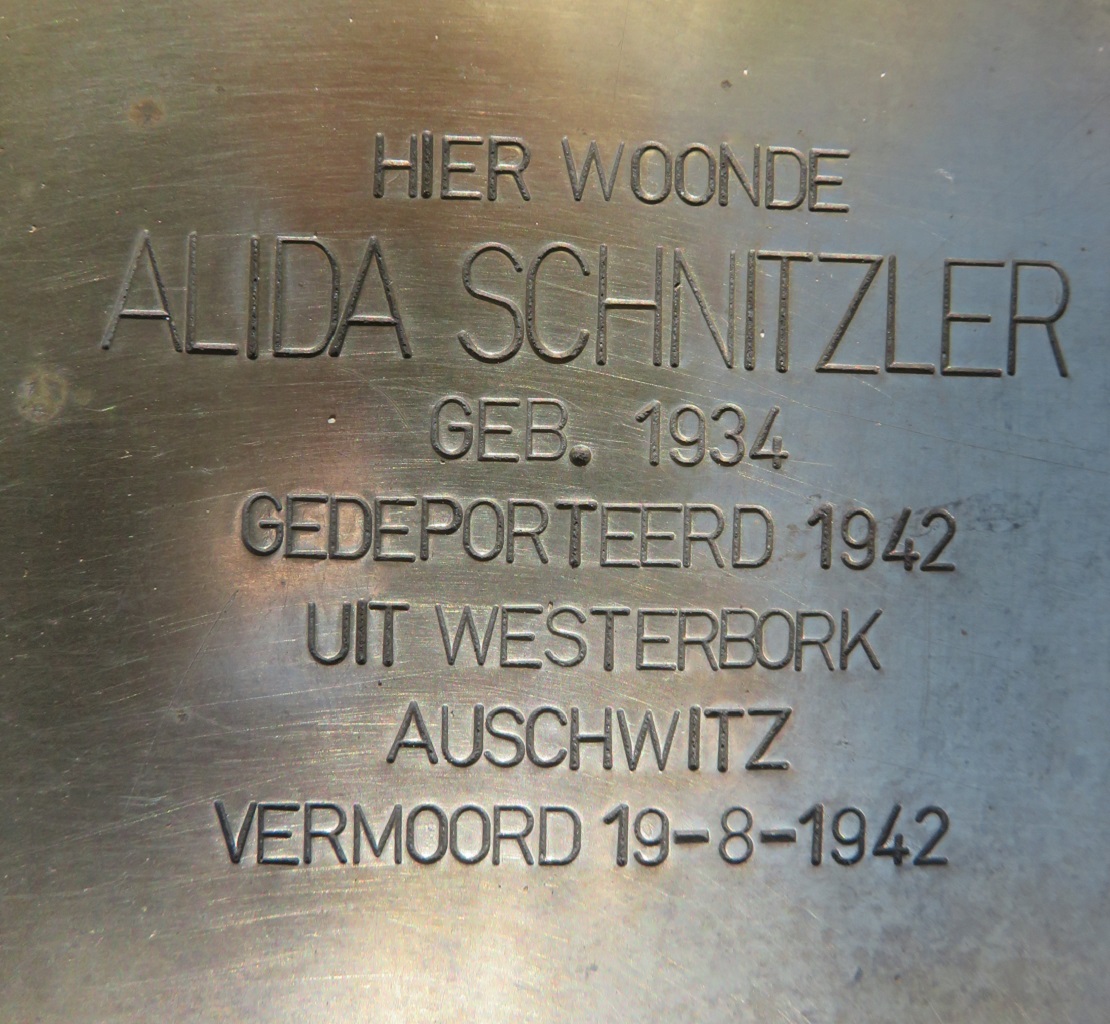 HIER WOONDE
ALIDA SCHNITZLER
GEB. 1934
GEDEPORTEERD 1942
UIT WESTERBORK
AUSCHWITZ
VERMOORD 19-8-1942